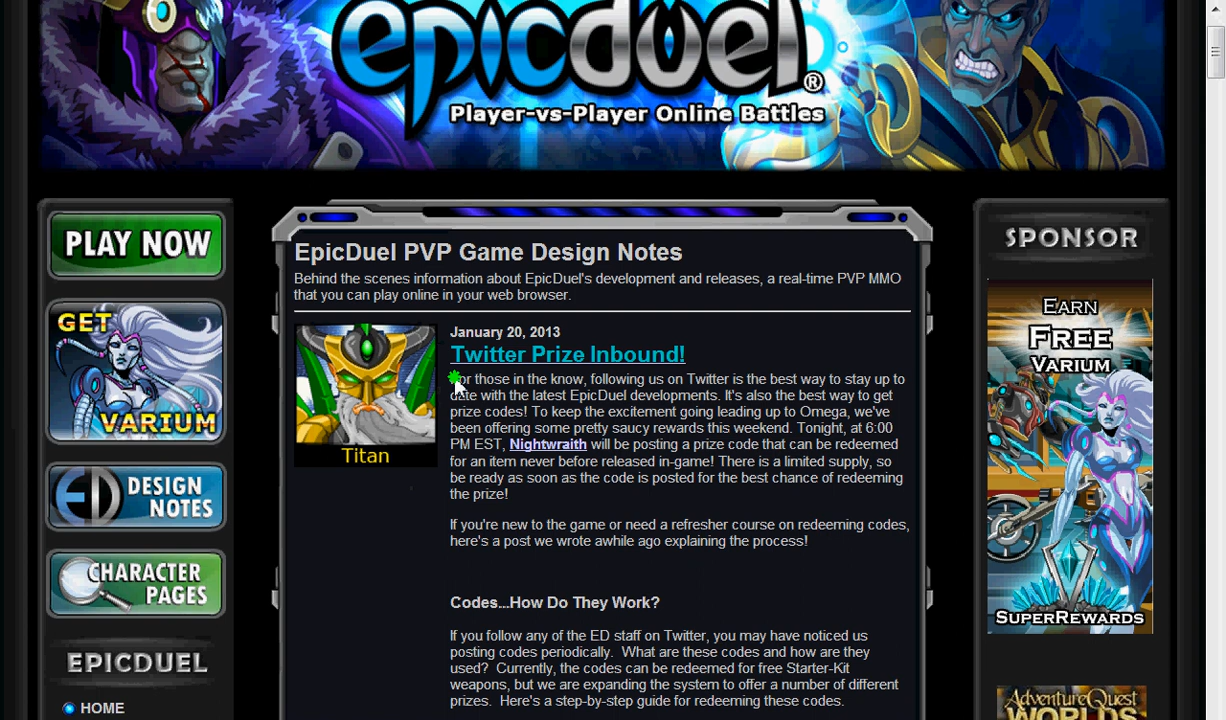 epicduel®
Player-vs-Player Online Battles
PLAY NOW
GET
VARIUM
ED DESIGN
NOTES
CHARACTER
PAGES
EPICDUEL
HOME
EpicDuel PVP Game Design Notes
Behind the scenes information about EpicDuel's development and releases, a real-time PVP MMO
that you can play online in your web browser.
Titan
January 20, 2013
Twitter Prize Inbound!
For those in the know, following us on Twitter is the best way to stay up to
date with the latest EpicDuel developments. It's also the best way to get
prize codes! To keep the excitement going leading up to Omega, we've
been offering some pretty saucy rewards this weekend. Tonight, at 6:00
PM EST, Nightwraith will be posting a prize code that can be redeemed
for an item never before released in-game! There is a limited supply, so
be ready as soon as the code is posted for the best chance of redeeming
the prize!
If you're new to the game or need a refresher course on redeeming codes,
here's a post we wrote awhile ago explaining the process!
Codes...How Do They Work?
If you follow any of the ED staff on Twitter, you may have noticed us
posting codes periodically.  What are these codes and how are they
used?  Currently, the codes can be redeemed for free Starter-Kit
weapons, but we are expanding the system to offer a number of different
prizes.  Here's a step-by-step guide for redeeming these codes.
SPONSOR
EARN
FREE
VARIUM
SUPERREWARDS
AdventureQuest
WORLDS